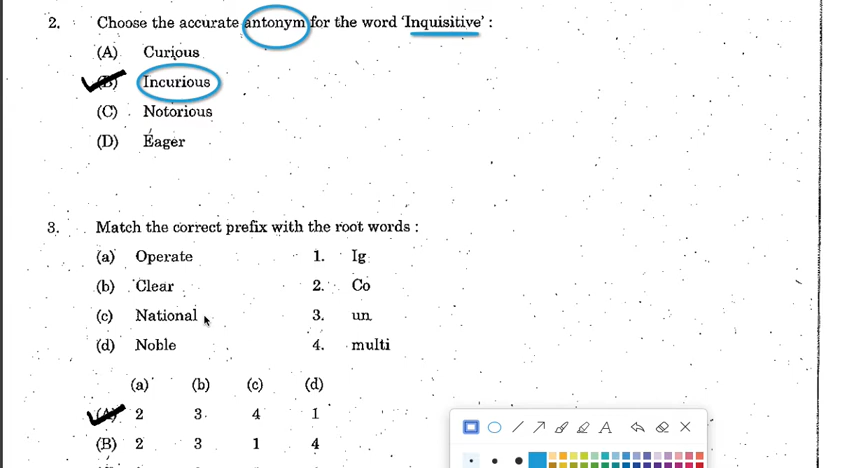 2. Choose the accurate antonym for the word 'Inquisitive' :
(A) Curious
(B) Incurious
(C) Notorious
(D) Eager
3. Match the correct prefix with the root words :
(a) Operate 1. Ig
(b) Clear 2. Co
(c) National 3. un
(d) Noble 4. multi
(a) (b) (c) (d)
(A) 2 3 4 1
(B) 2 3 1 4
A